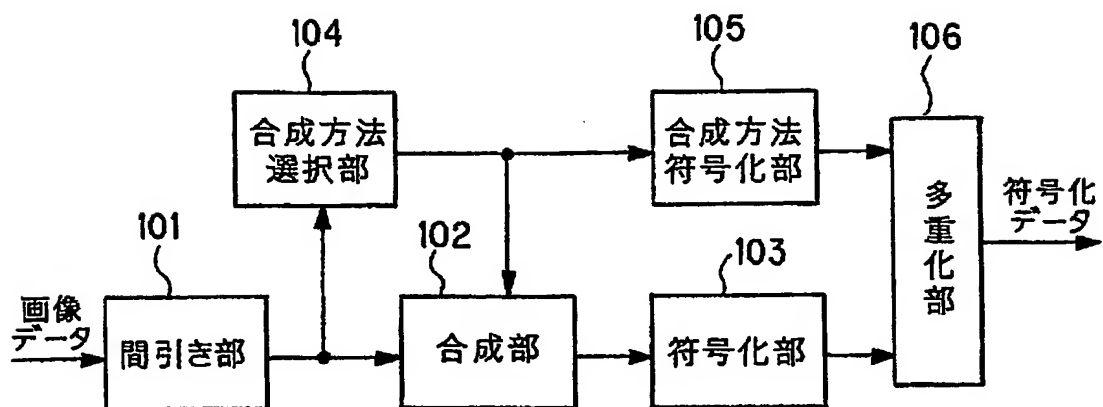 104
105
106
合成方法
選択部
合成方法
符号化部
多重化部
符号化
データ
101
102
103
画像
データ
間引き部
合成部
符号化部